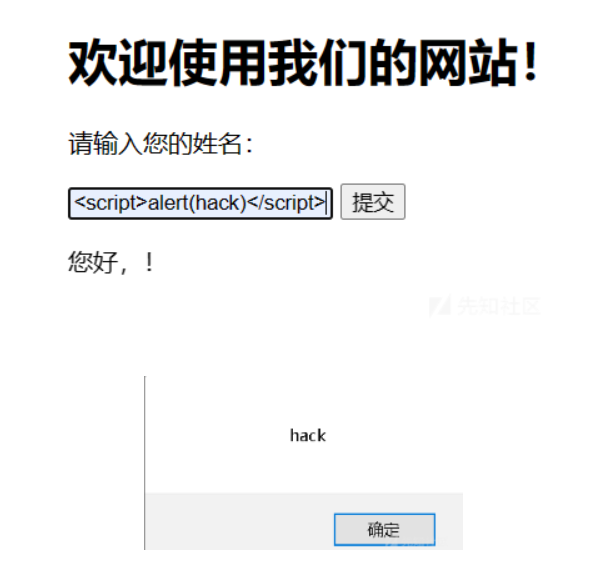 欢迎使用我们的网站！
请输入您的姓名：
<script>alert(hack)</script> 提交
您好，！
先知社区
hack
确定